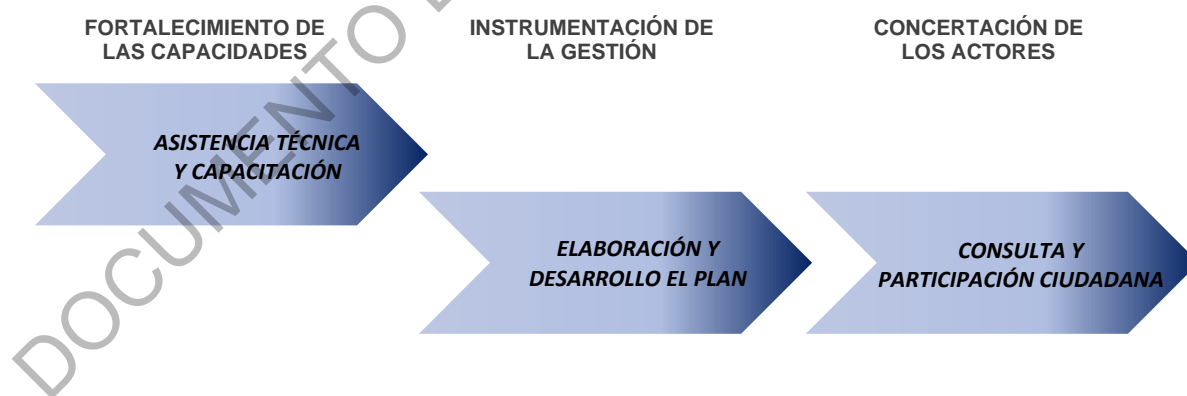 FORTALECIMIENTO DE
LAS CAPACIDADES
INSTRUMENTACIÓN DE
LA GESTIÓN
CONCERTACIÓN DE
LOS ACTORES
ASISTENCIA TÉCNICA
Y CAPACITACIÓN
ELABORACIÓN Y
DESARROLLO EL PLAN
CONSULTA Y
PARTICIPACIÓN CIUDADANA
DOCUMENTO